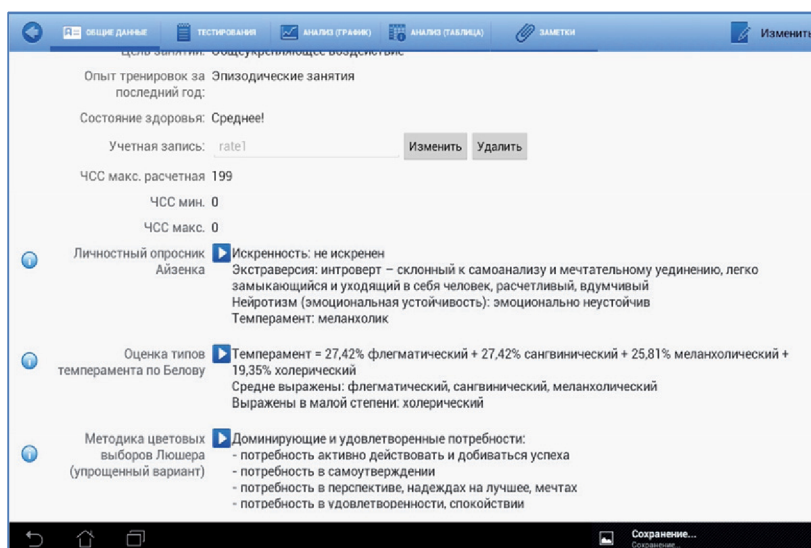 ОБЩИЕ ДАННЫЕ ТЕСТИРОВАНИЯ АНАЛИЗ (ГРАФИК) АНАЛИЗ (ТАБЛИЦА) ЗАМЕТКИ Изменить
Цель занятий: Общеукрепляющее воздействие
Опыт тренировок за Эпизодические занятия
последний год:
Состояние здоровья: Среднее!
Учетная запись: rate1 Изменить Удалить
ЧСС макс. расчетная 199
ЧСС мин. 0
ЧСС макс. 0
Личностный опросник Искренность: не искренен
Айзенка Экстраверсия: интроверт – склонный к самоанализу и мечтательному уединению, легко
замыкающийся и уходящий в себя человек, расчетливый, вдумчивый
Нейротизм (эмоциональная устойчивость): эмоционально неустойчив
Темперамент: меланхолик
Оценка типов Темперамент = 27,42% флегматический + 27,42% сангвинический + 25,81% меланхолический +
темперамента по Белову 19,35% холерический
Средне выражены: флегматический, сангвинический, меланхолический
Выражены в малой степени: холерический
Методика цветовых Доминирующие и удовлетворенные потребности:
выборов Люшера - потребность активно действовать и добиваться успеха
(упрощенный вариант) - потребность в самоутверждении
- потребность в перспективе, надеждах на лучшее, мечтах
- потребность в удовлетворенности, спокойствии
Сохранение...
Сохранение...